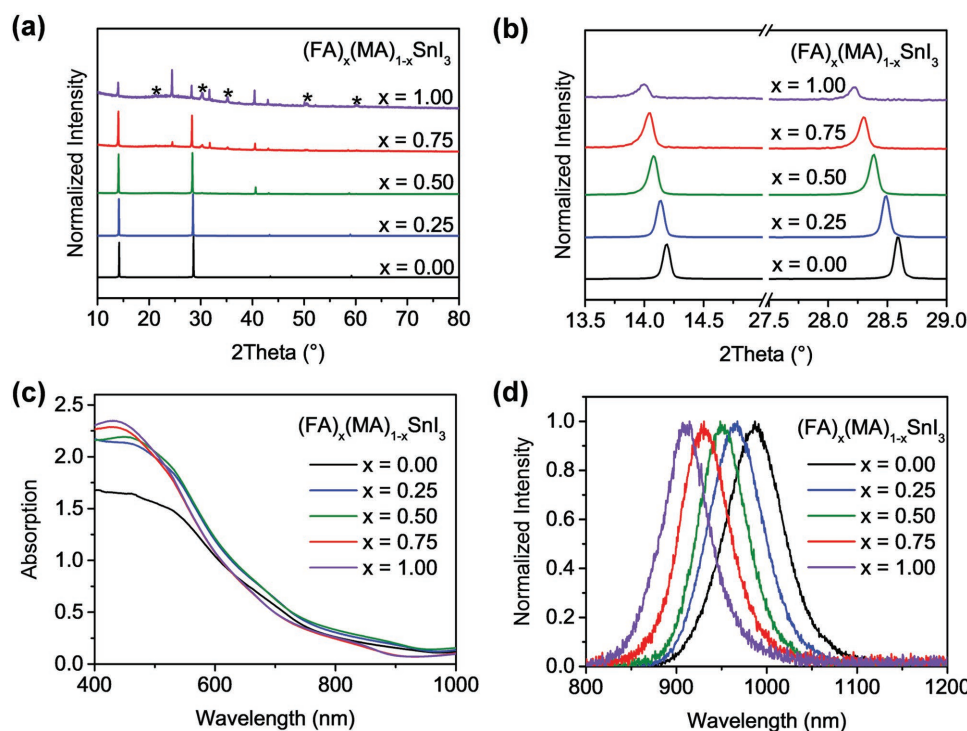 (a)
(FA)ₓ(MA)₁₋ₓSnI₃
Normalized Intensity
* * * * *
x = 1.00
x = 0.75
x = 0.50
x = 0.25
x = 0.00
10 20 30 40 50 60 70 80
2Theta (°)
(b)
(FA)ₓ(MA)₁₋ₓSnI₃
Normalized Intensity
x = 1.00
x = 0.75
x = 0.50
x = 0.25
x = 0.00
13.5 14.0 14.5 27.5 28.0 28.5 29.0
2Theta (°)
(c)
2.5
2.0
1.5
1.0
0.5
0.0
Absorption
(FA)ₓ(MA)₁₋ₓSnI₃
x = 0.00
x = 0.25
x = 0.50
x = 0.75
x = 1.00
400 600 800 1000
Wavelength (nm)
(d)
1.0
0.8
0.6
0.4
0.2
0.0
Normalized Intensity
(FA)ₓ(MA)₁₋ₓSnI₃
x = 0.00
x = 0.25
x = 0.50
x = 0.75
x = 1.00
800 900 1000 1100 1200
Wavelength (nm)